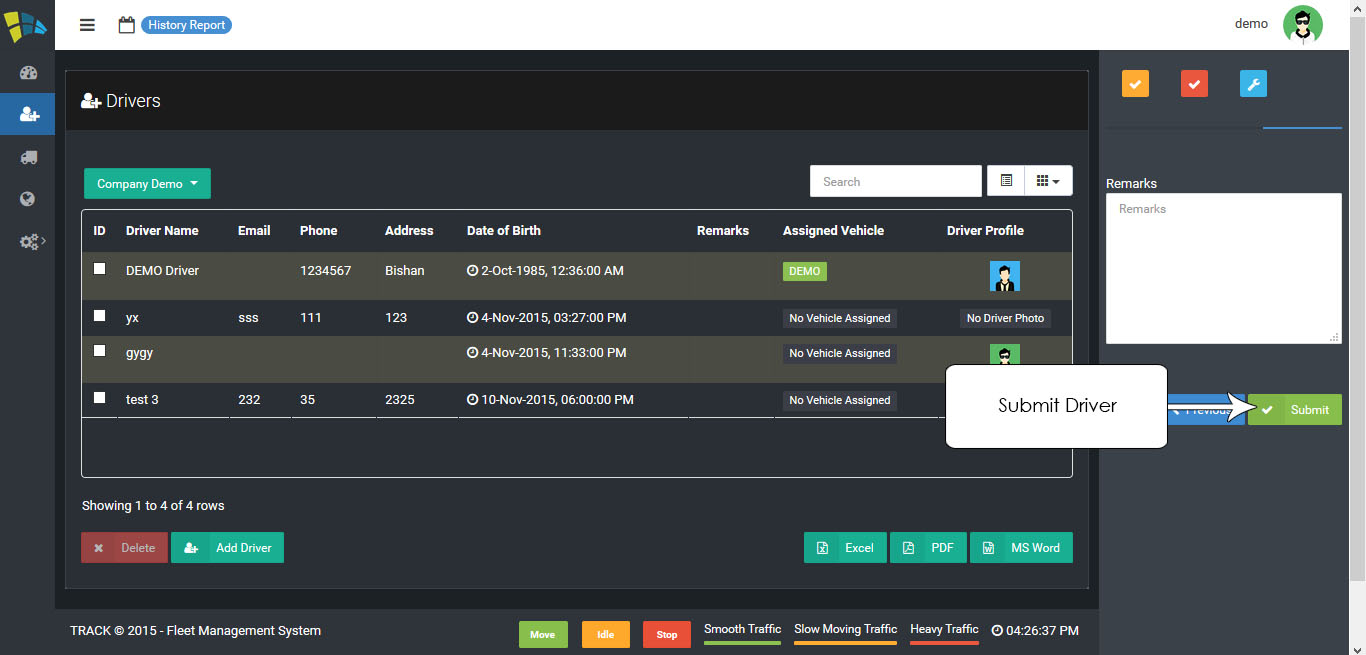 History Report
demo
Drivers
Company Demo
Search
ID Driver Name Email Phone Address Date of Birth Remarks Assigned Vehicle Driver Profile
DEMO Driver 1234567 Bishan 2-Oct-1985, 12:36:00 AM DEMO
yx sss 111 123 4-Nov-2015, 03:27:00 PM No Vehicle Assigned No Driver Photo
gygy 4-Nov-2015, 11:33:00 PM No Vehicle Assigned
test 3 232 35 2325 10-Nov-2015, 06:00:00 PM No Vehicle Assigned
Showing 1 to 4 of 4 rows
Delete Add Driver Excel PDF MS Word
Remarks
Remarks
Submit Driver
Previous Submit
TRACK © 2015 - Fleet Management System Move Idle Stop Smooth Traffic Slow Moving Traffic Heavy Traffic 04:26:37 PM